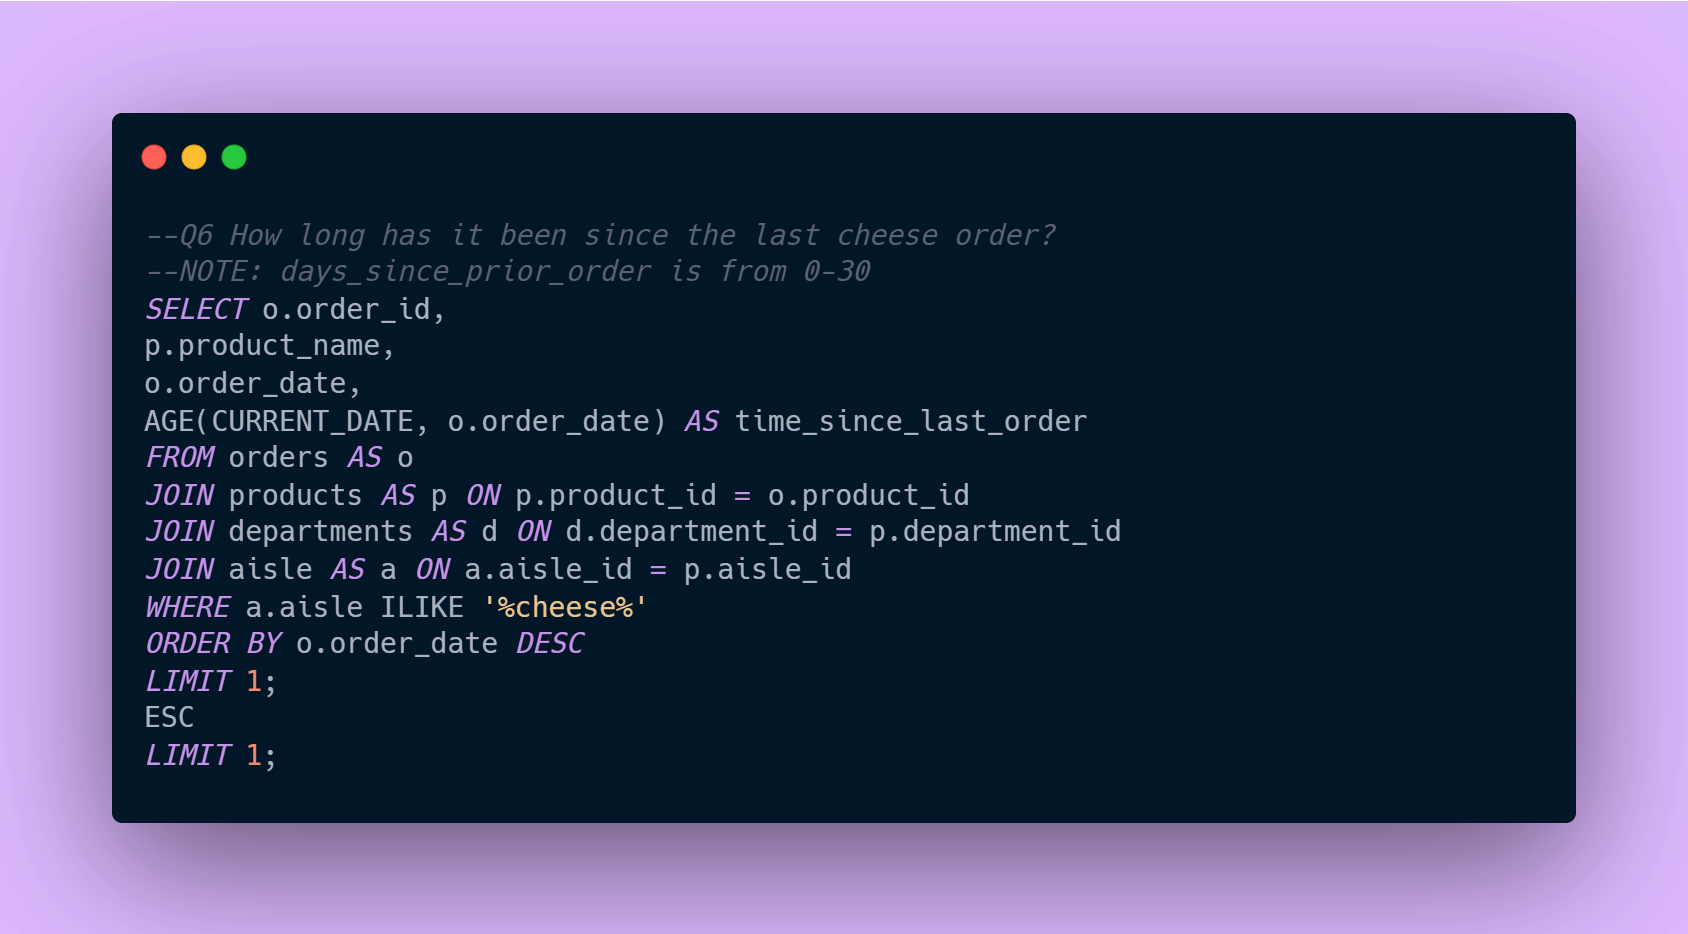 --Q6 How long has it been since the last cheese order?
--NOTE: days_since_prior_order is from 0-30
SELECT o.order_id,
p.product_name,
o.order_date,
AGE(CURRENT_DATE, o.order_date) AS time_since_last_order
FROM orders AS o
JOIN products AS p ON p.product_id = o.product_id
JOIN departments AS d ON d.department_id = p.department_id
JOIN aisle AS a ON a.aisle_id = p.aisle_id
WHERE a.aisle ILIKE '%cheese%'
ORDER BY o.order_date DESC
LIMIT 1;
ESC
LIMIT 1;